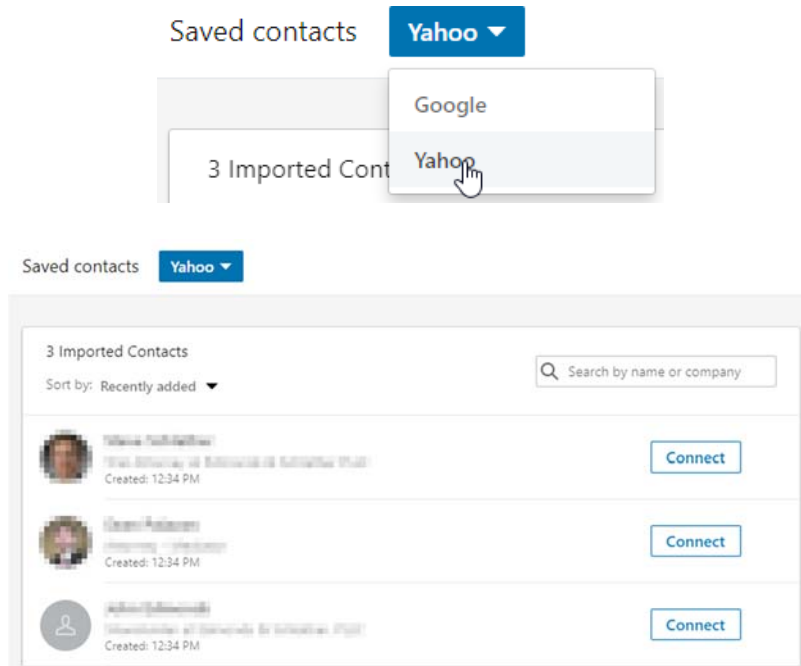 Saved contacts Yahoo
Google
3 Imported Cont Yahoo
Saved contacts Yahoo
3 Imported Contacts
Search by name or company
Sort by: Recently added
Connect
Created: 12:34 PM
Connect
Created: 12:34 PM
Connect
Created: 12:34 PM